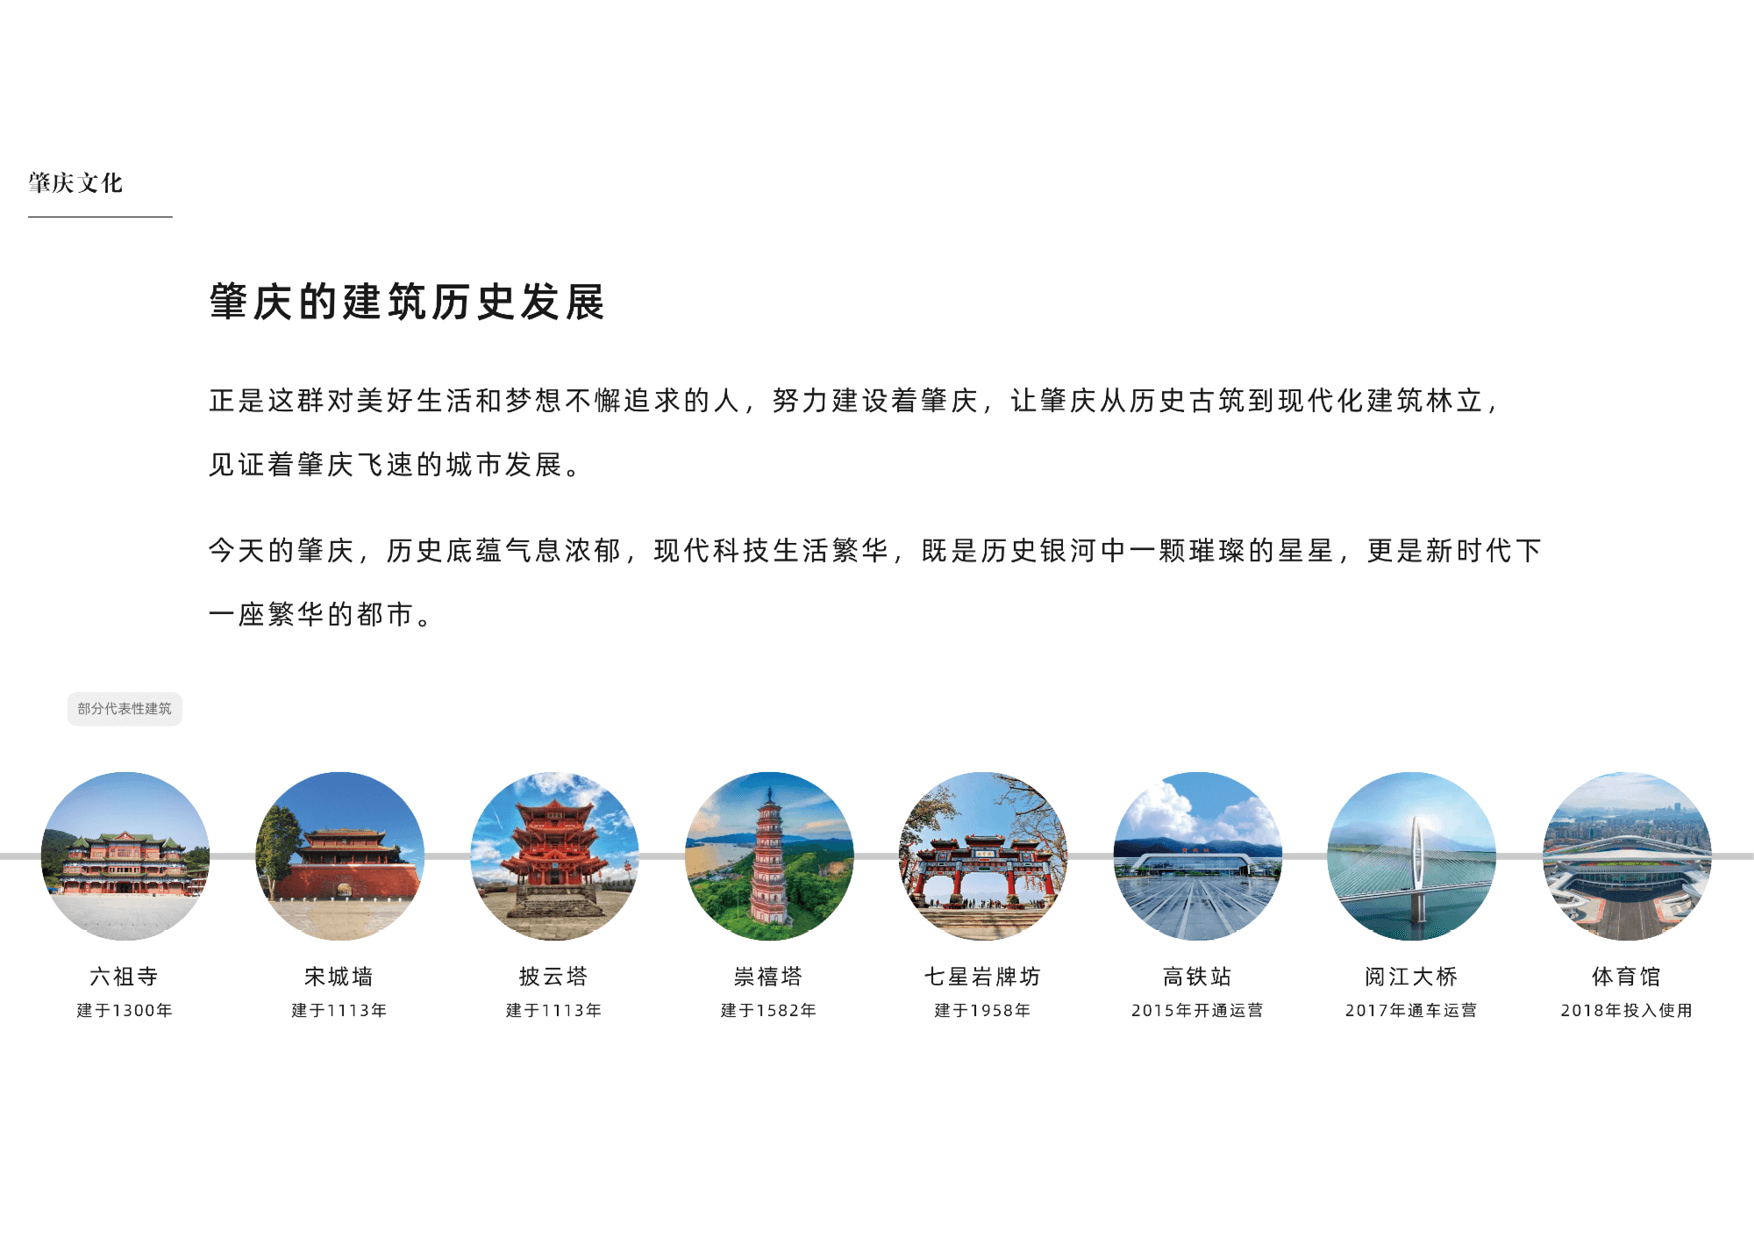 肇庆文化
肇庆的建筑历史发展
正是这群对美好生活和梦想不懈追求的人，努力建设着肇庆，让肇庆从历史古筑到现代化建筑林立，
见证着肇庆飞速的城市发展。
今天的肇庆，历史底蕴气息浓郁，现代科技生活繁华，既是历史银河中一颗璀璨的星星，更是新时代下
一座繁华的都市。
部分代表性建筑
六祖寺
建于1300年
宋城墙
建于1113年
披云塔
建于1113年
崇禧塔
建于1582年
七星岩牌坊
建于1958年
高铁站
2015年开通运营
阅江大桥
2017年通车运营
体育馆
2018年投入使用